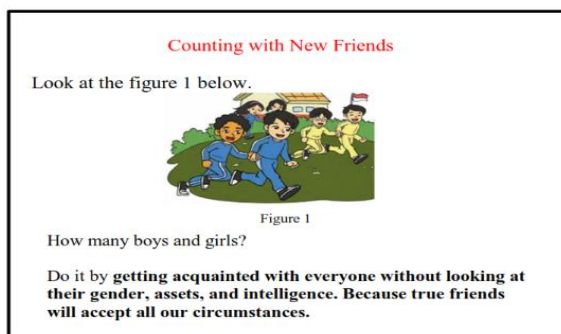 Counting with New Friends
Look at the figure 1 below.
Figure 1
How many boys and girls?
Do it by getting acquainted with everyone without looking at
their gender, assets, and intelligence. Because true friends
will accept all our circumstances.